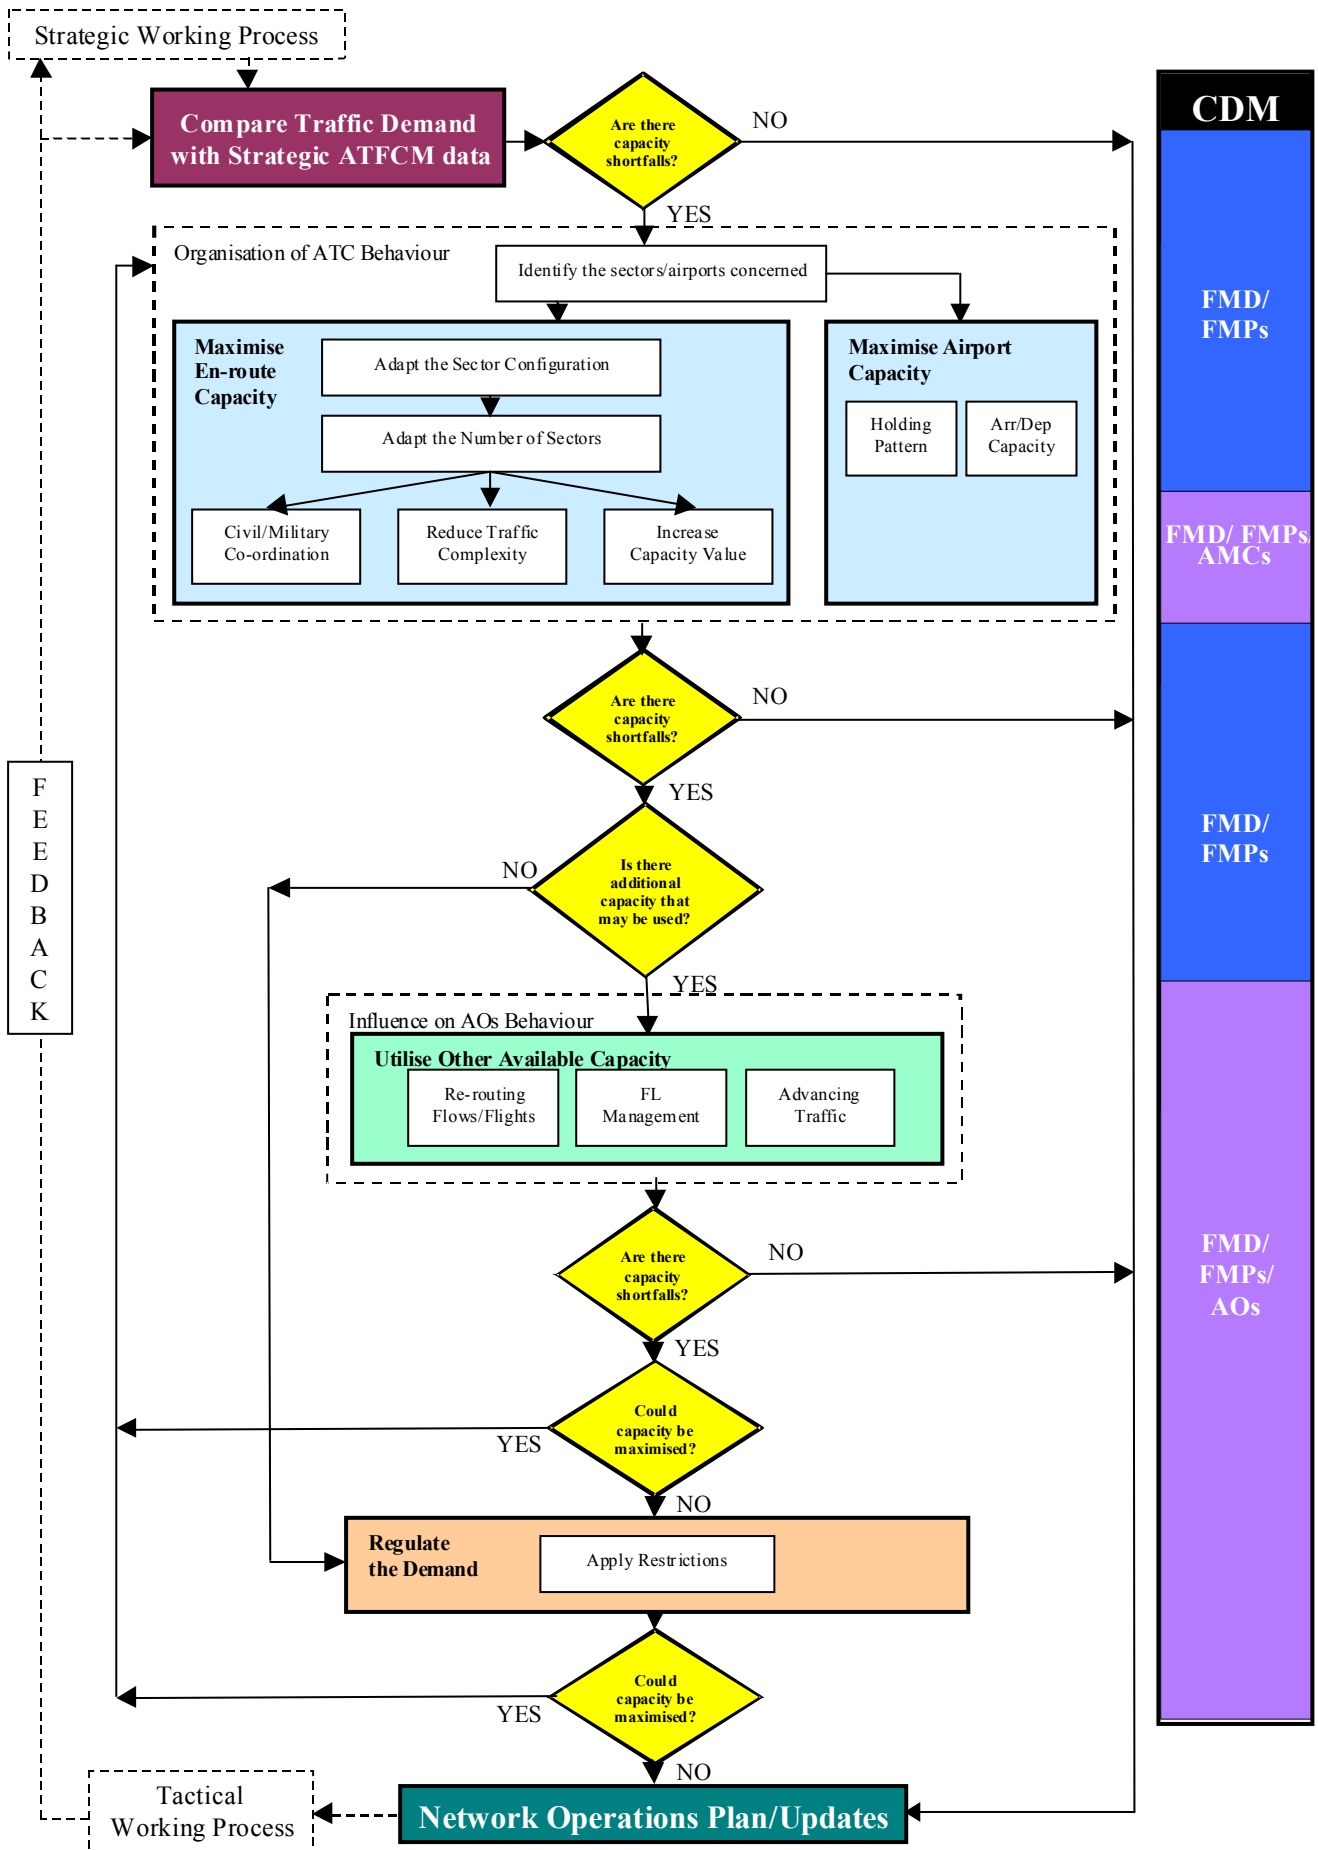 Strategic Working Process
Compare Traffic Demand
with Strategic ATFCM data
Are there
capacity
shortfalls?
NO
YES
CDM
Organisation of ATC Behaviour
Identify the sectors/airports concerned
FMD/
FMPs
Maximise
En-route
Capacity
Adapt the Sector Configuration
Adapt the Number of Sectors
Civil/Military
Co-ordination
Reduce Traffic
Complexity
Increase
Capacity Value
Maximise Airport
Capacity
Holding
Pattern
Arr/Dep
Capacity
FMD/ FMPs/
AMCs
Are there
capacity
shortfalls?
NO
YES
FMD/
FMPs
Is there
additional
capacity that
may be used?
NO
YES
F
E
E
D
B
A
C
K
Influence on AOs Behaviour
Utilise Other Available Capacity
Re-routing
Flows/Flights
FL
Management
Advancing
Traffic
FMD/
FMPs/
AOs
Are there
capacity
shortfalls?
NO
YES
Could
capacity be
maximised?
YES
NO
Regulate
the Demand
Apply Restrictions
Could
capacity be
maximised?
YES
NO
Tactical
Working Process
Network Operations Plan/Updates